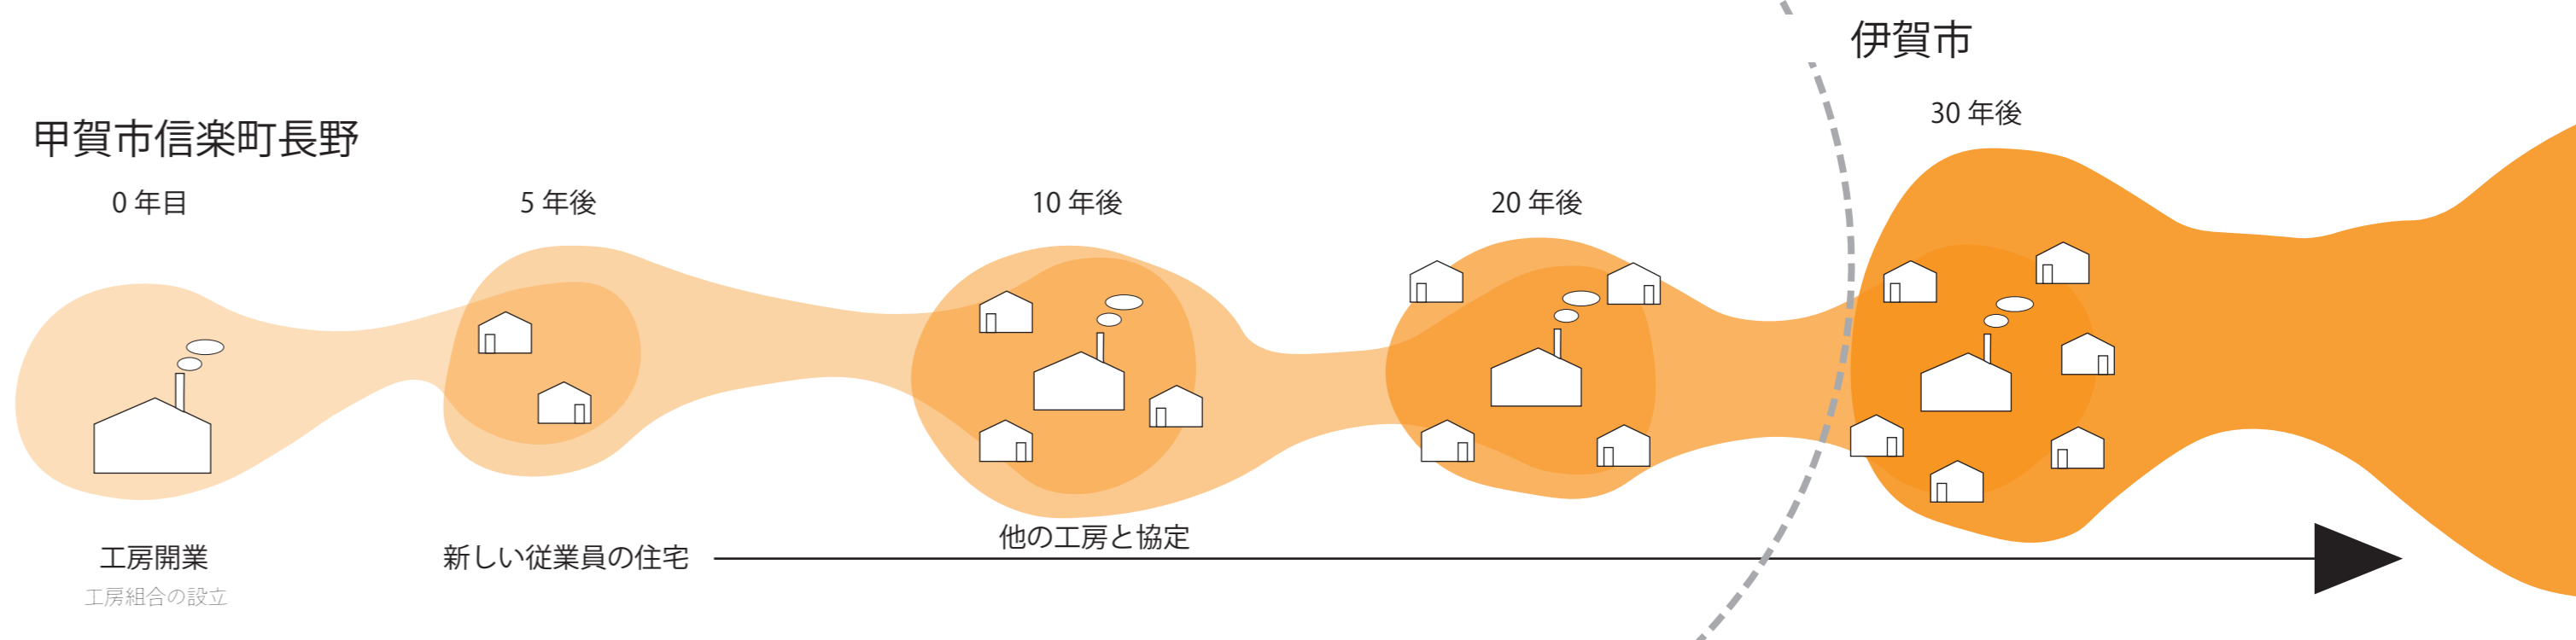 伊賀市
30 年後
甲賀市信楽町長野
0 年目
5 年後
10 年後
20 年後
他の工房と協定
工房開業
新しい従業員の住宅
工房組合の設立